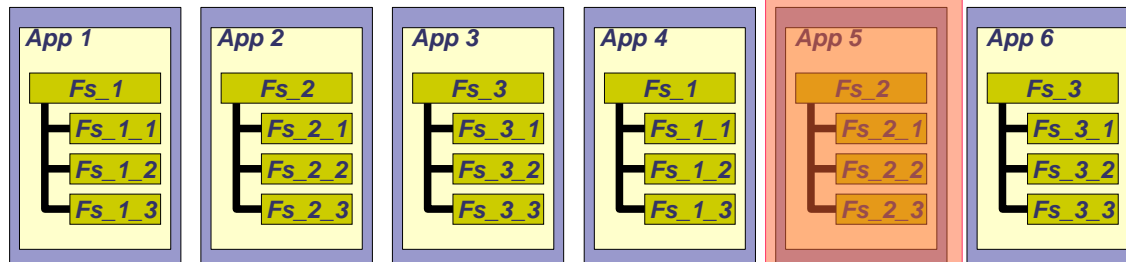 App 1
Fs_1
Fs_1_1
Fs_1_2
Fs_1_3
App 2
Fs_2
Fs_2_1
Fs_2_2
Fs_2_3
App 3
Fs_3
Fs_3_1
Fs_3_2
Fs_3_3
App 4
Fs_1
Fs_1_1
Fs_1_2
Fs_1_3
App 5
Fs_2
Fs_2_1
Fs_2_2
Fs_2_3
App 6
Fs_3
Fs_3_1
Fs_3_2
Fs_3_3